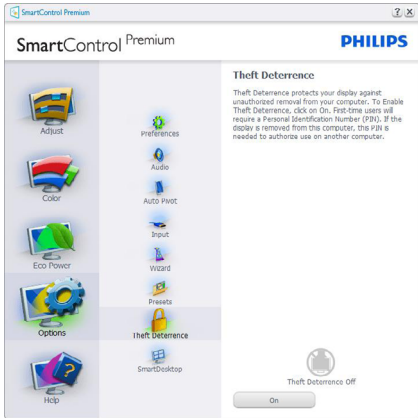 SmartControl Premium
SmartControl Premium
PHILIPS
Adjust
Color
Eco Power
Options
Help
Preferences
Audio
Auto Pivot
Input
Wizard
Presets
Theft Deterrence
SmartDesktop
Theft Deterrence
Theft Deterrence protects your display against
unauthorized removal from your computer. To Enable
Theft Deterrence, click on On. First-time users will
require a Personal Identification Number (PIN). If the
display is removed from this computer, this PIN is
needed to authorize use on another computer.
Theft Deterrence Off
On